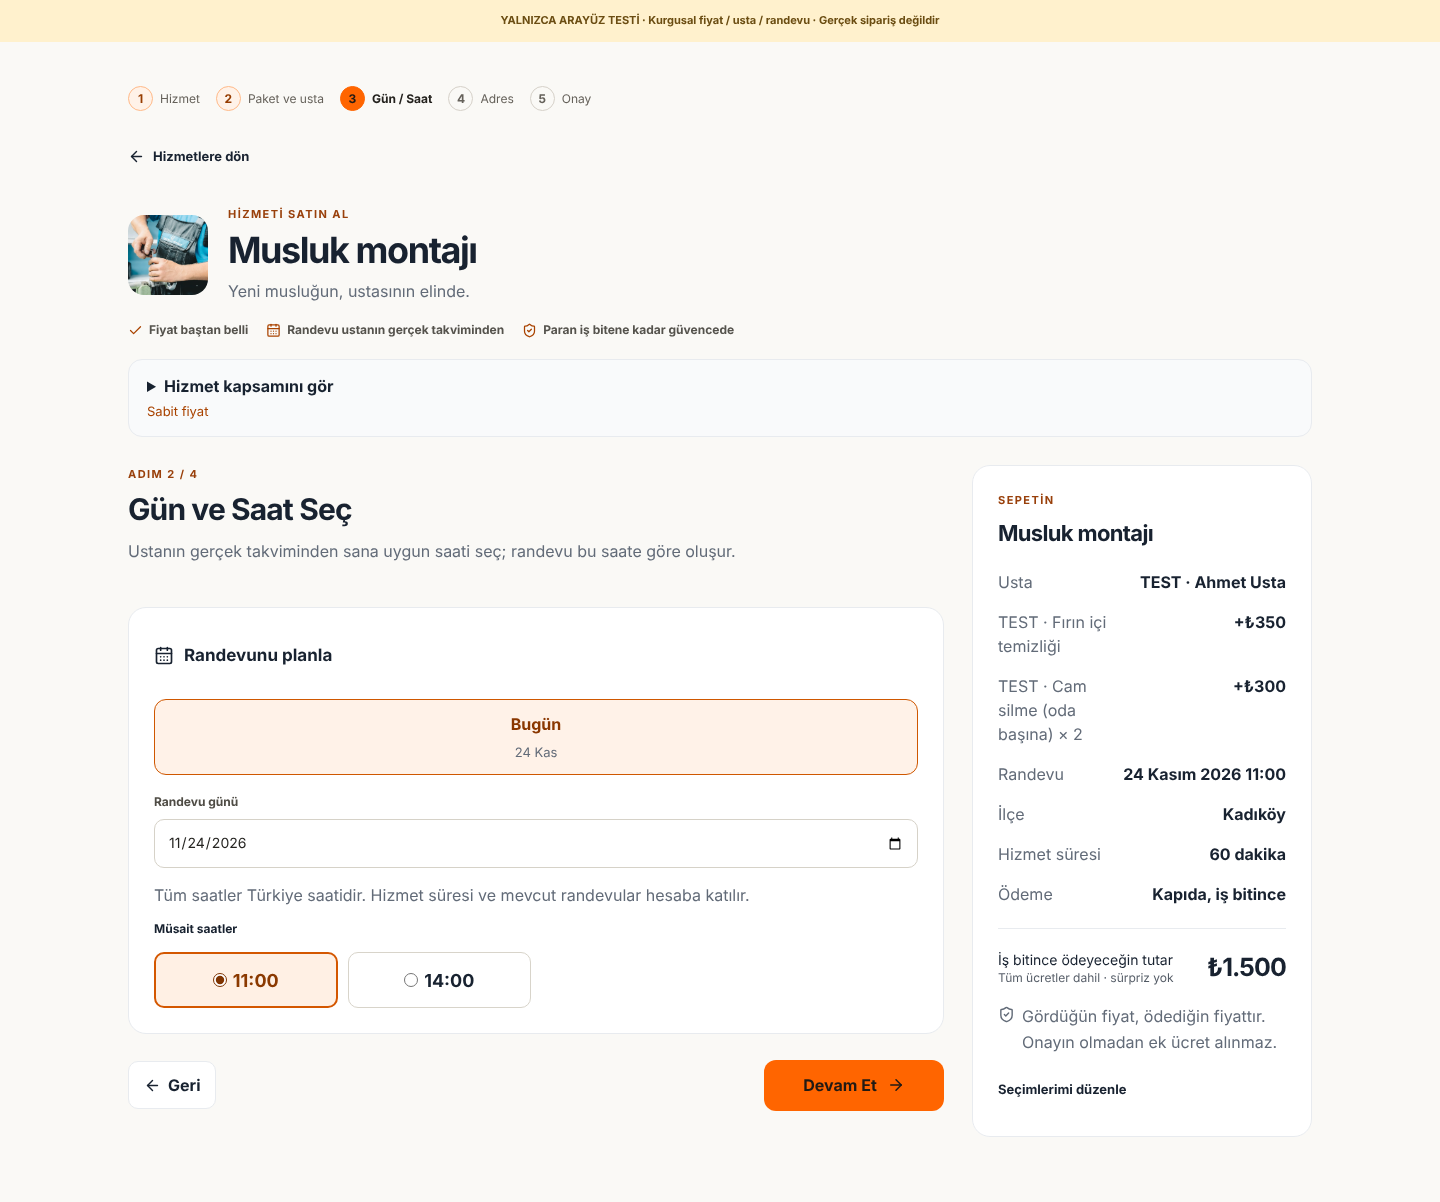 YALNIZCA ARAYÜZ TESTİ · Kurgusal fiyat / usta / randevu · Gerçek sipariş değildir
1 Hizmet 2 Paket ve usta 3 Gün / Saat 4 Adres 5 Onay
Hizmetlere dön
HİZMETİ SATIN AL
Musluk montajı
Yeni musluğun, ustasının elinde.
Fiyat baştan belli Randevu ustanın gerçek takviminden Paran iş bitene kadar güvencede
Hizmet kapsamını gör
Sabit fiyat
ADIM 2 / 4
Gün ve Saat Seç
Ustanın gerçek takviminden sana uygun saati seç; randevu bu saate göre oluşur.
Randevunu planla
Bugün
24 Kas
Randevu günü
11/24/2026
Tüm saatler Türkiye saatidir. Hizmet süresi ve mevcut randevular hesaba katılır.
Müsait saatler
11:00 14:00
Geri
Devam Et
SEPETİN
Musluk montajı
Usta TEST · Ahmet Usta
TEST · Fırın içi +₺350
temizliği
TEST · Cam +₺300
silme (oda
başına) × 2
Randevu 24 Kasım 2026 11:00
İlçe Kadıköy
Hizmet süresi 60 dakika
Ödeme Kapıda, iş bitince
İş bitince ödeyeceğin tutar ₺1.500
Tüm ücretler dahil · sürpriz yok
Gördüğün fiyat, ödediğin fiyattır.
Onayın olmadan ek ücret alınmaz.
Seçimlerimi düzenle